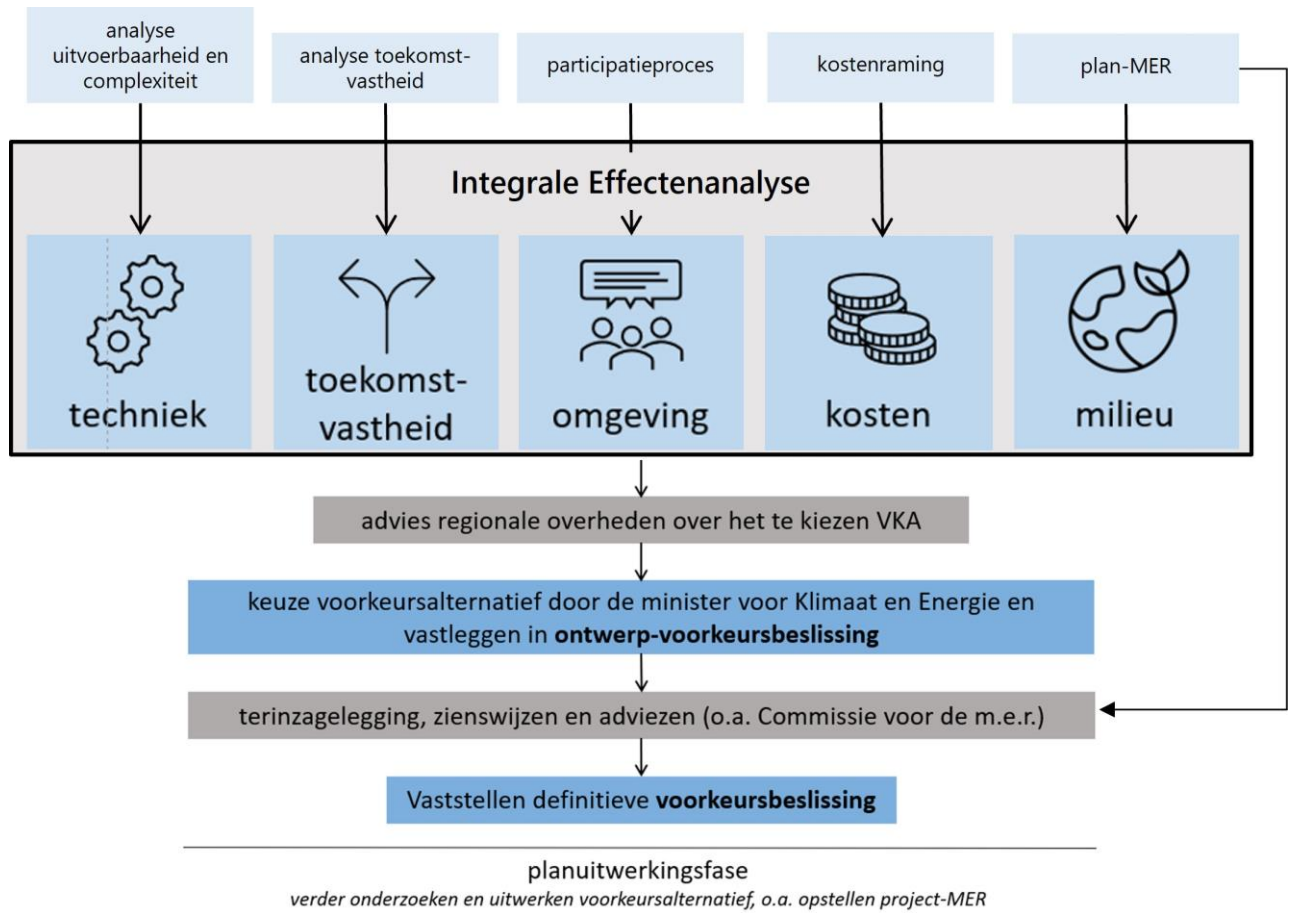 analyse
uitvoerbaarheid en
complexiteit
analyse toekomst-
vastheid
participatieproces
kostenraming
plan-MER
Integrale Effectenanalyse
techniek
toekomst-
vastheid
omgeving
kosten
milieu
advies regionale overheden over het te kiezen VKA
keuze voorkeursalternatief door de minister voor Klimaat en Energie en
vastleggen in ontwerp-voorkeursbeslissing
terinzagelegging, zienswijzen en adviezen (o.a. Commissie voor de m.e.r.)
Vaststellen definitieve voorkeursbeslissing
planuitwerkingsfase
verder onderzoeken en uitwerken voorkeursalternatief, o.a. opstellen project-MER